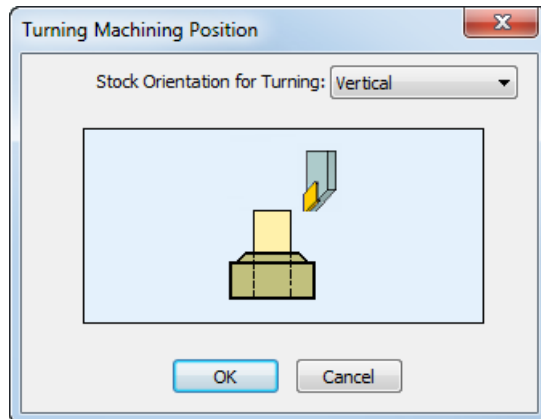 Turning Machining Position
Stock Orientation for Turning: Vertical
OK Cancel